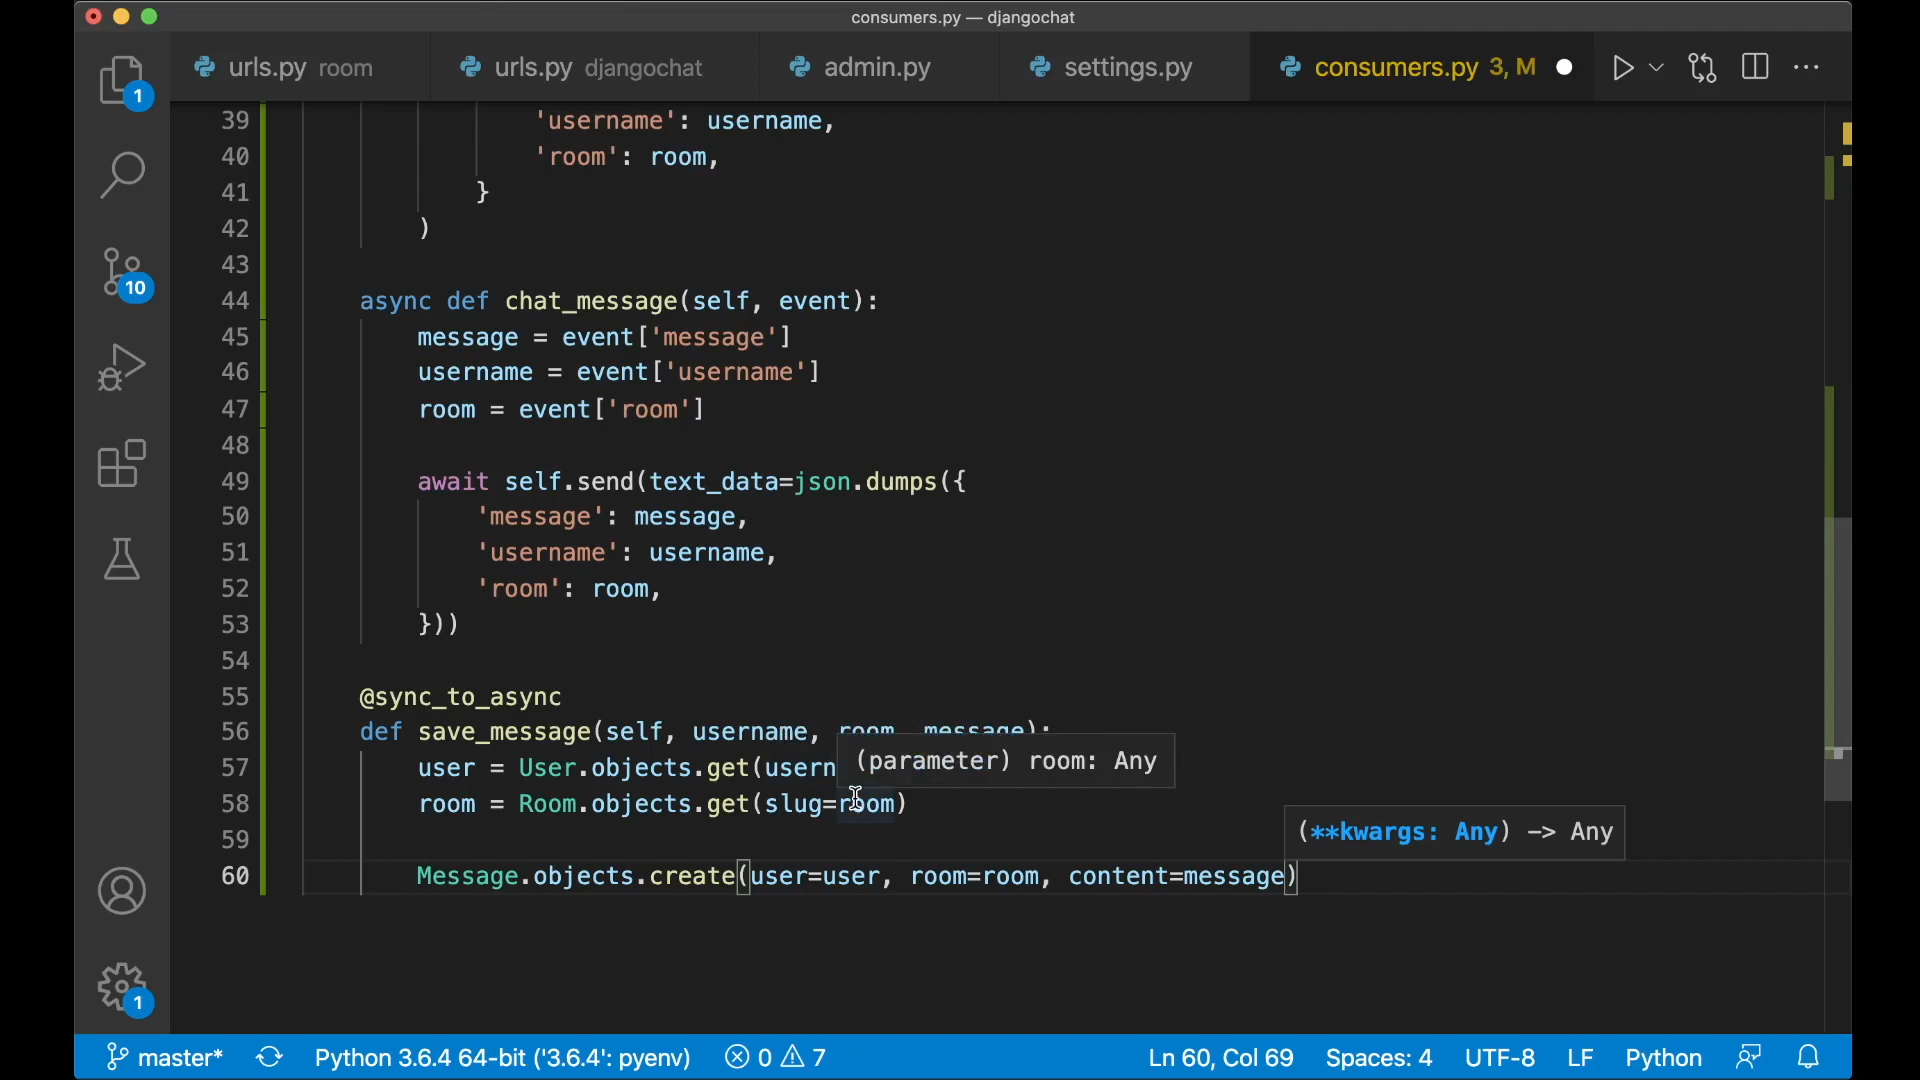 consumers.py — djangochat
urls.py room
urls.py djangochat
admin.py
settings.py
consumers.py 3, M
1
10
1
39 'username': username,
40 'room': room,
41 }
42 )
43
44 async def chat_message(self, event):
45 message = event['message']
46 username = event['username']
47 room = event['room']
48
49 await self.send(text_data=json.dumps({
50 'message': message,
51 'username': username,
52 'room': room,
53 }))
54
55 @sync_to_async
56 def save_message(self, username, room, message):
(parameter) room: Any
57 user = User.objects.get(usern
58 room = Room.objects.get(slug=room)
(**kwargs: Any) -> Any
59
60 Message.objects.create(user=user, room=room, content=message)
master* Python 3.6.4 64-bit ('3.6.4': pyenv) 0 7 Ln 60, Col 69 Spaces: 4 UTF-8 LF Python